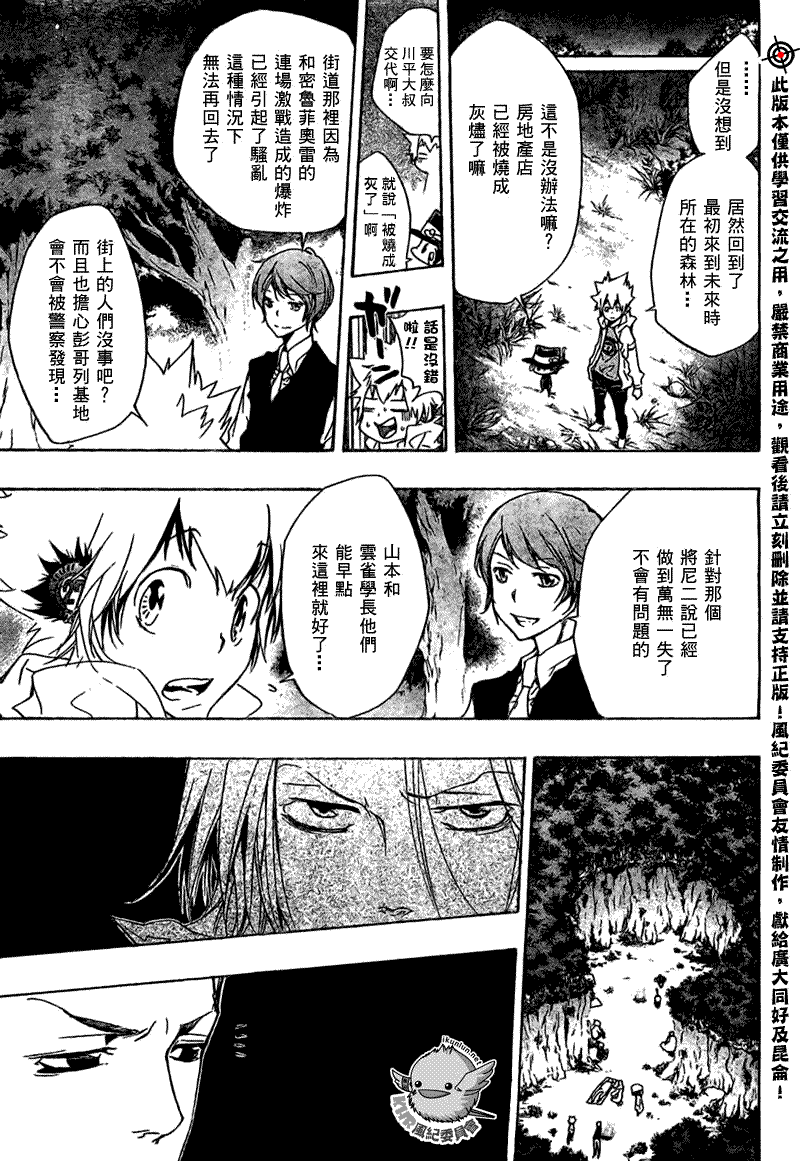 ……
但是沒想到
居然回到了
最初來到未來時
所在的森林…
這不是沒辦法嘛?
房地產店
已經被燒成
灰燼了嘛
要怎麼向
川平大叔
交代啊…
就說「被燒成
灰了」啊
話是沒錯
啦!!
ガーン
街道那裡因為
和密魯菲奧雷的
連場激戰造成的爆炸
已經引起了騷亂
這種情況下
無法再回去了
街上的人們沒事吧?
而且也擔心彭哥列基地
會不會被警察發現…
針對那個
將尼二說已經
做到萬無一失了
不會有問題的
山本和
雲雀學長他們
能早點
來這裡就好了…
ikanlun.net
KHR風紀委員會
此版本僅供學習交流之用,嚴禁商業用途,觀看後請立刻刪除並請支持正版!風紀委員會友情制作,獻給廣大同好及昆侖!